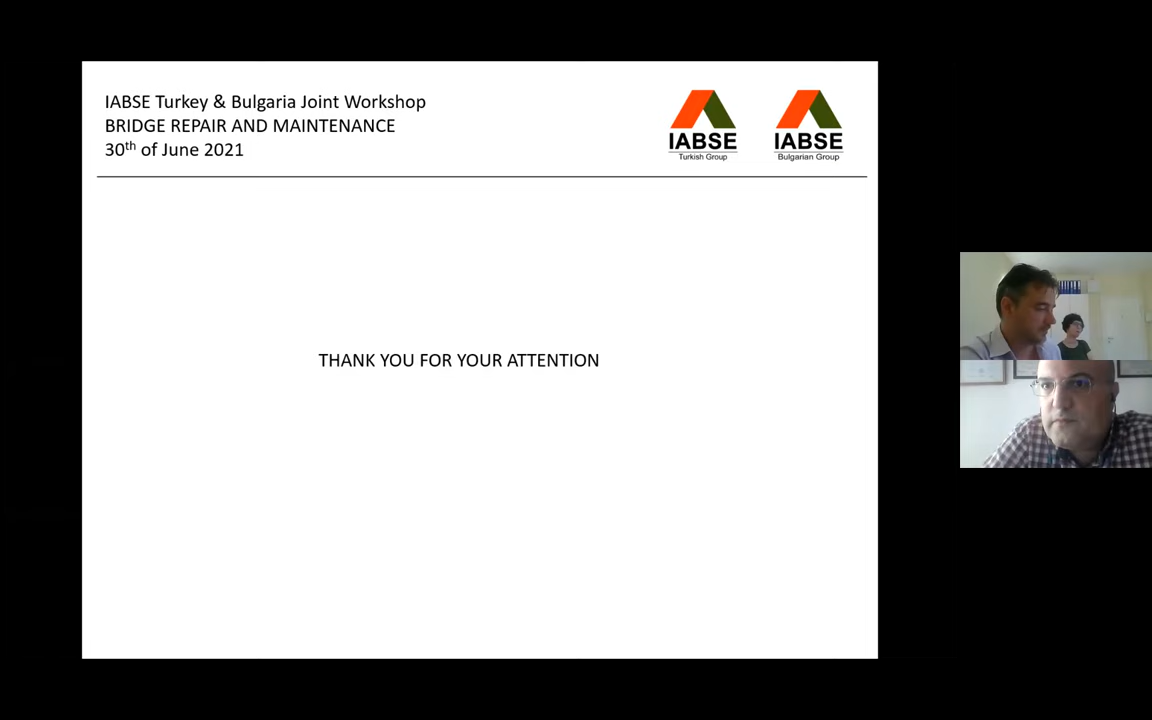 IABSE Turkey & Bulgaria Joint Workshop
BRIDGE REPAIR AND MAINTENANCE
30th of June 2021
IABSE
Turkish Group
IABSE
Bulgarian Group
THANK YOU FOR YOUR ATTENTION